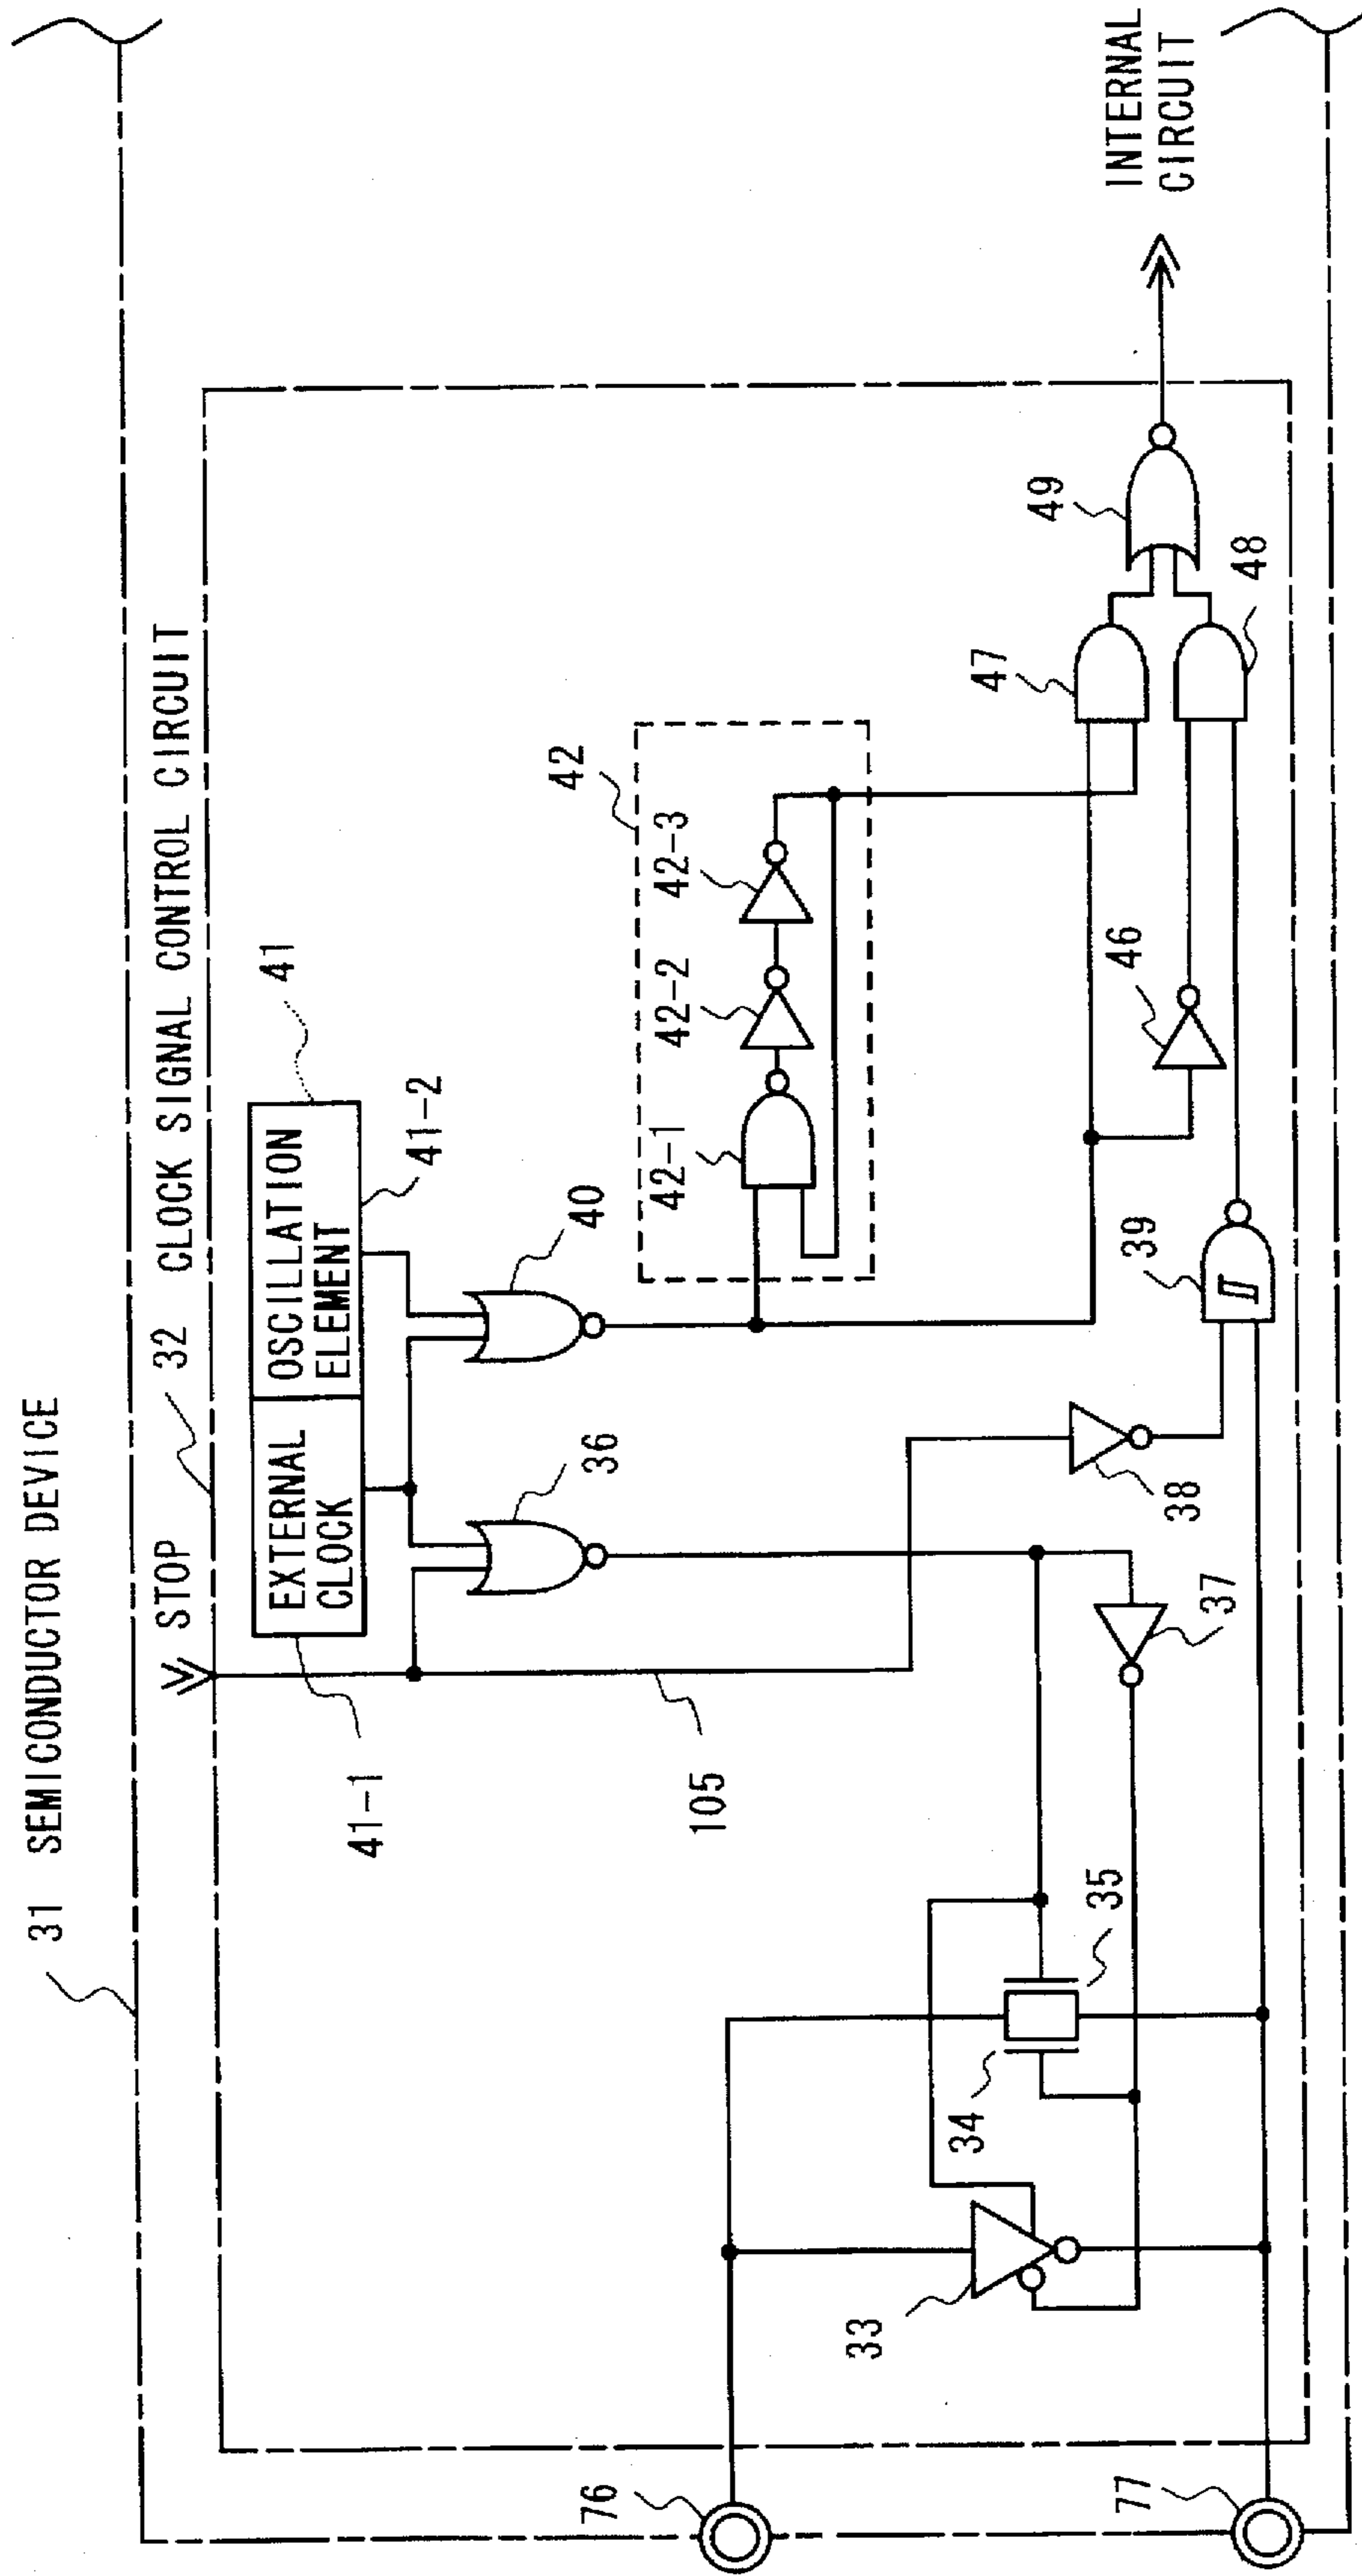 31 SEMICONDUCTOR DEVICE
STOP
32 CLOCK SIGNAL CONTROL CIRCUIT
EXTERNAL
CLOCK
OSCILLATION
ELEMENT
41
41-1
41-2
36
40
105
42
42-1
42-2
42-3
76
33
34
35
37
38
39
46
47
48
49
77
INTERNAL
CIRCUIT